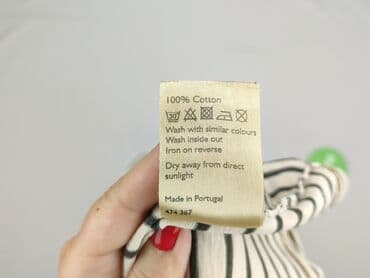 100% Cotton
Wash with similar colours
Wash inside out
Iron on reverse
Dry away from direct
sunlight
Made in Portugal
474 367